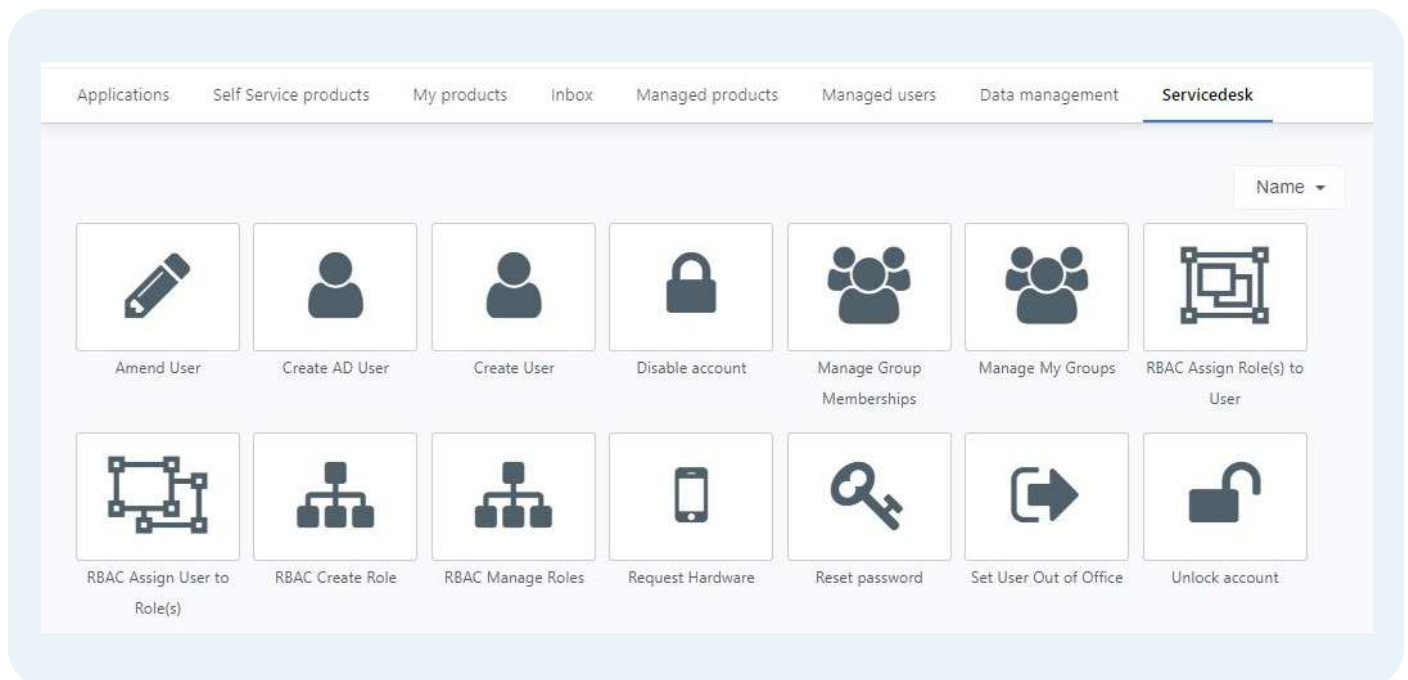 Applications Self Service products My products Inbox Managed products Managed users Data management Servicedesk
Name
Amend User Create AD User Create User Disable account Manage Group Memberships Manage My Groups RBAC Assign Role(s) to User
RBAC Assign User to Role(s) RBAC Create Role RBAC Manage Roles Request Hardware Reset password Set User Out of Office Unlock account